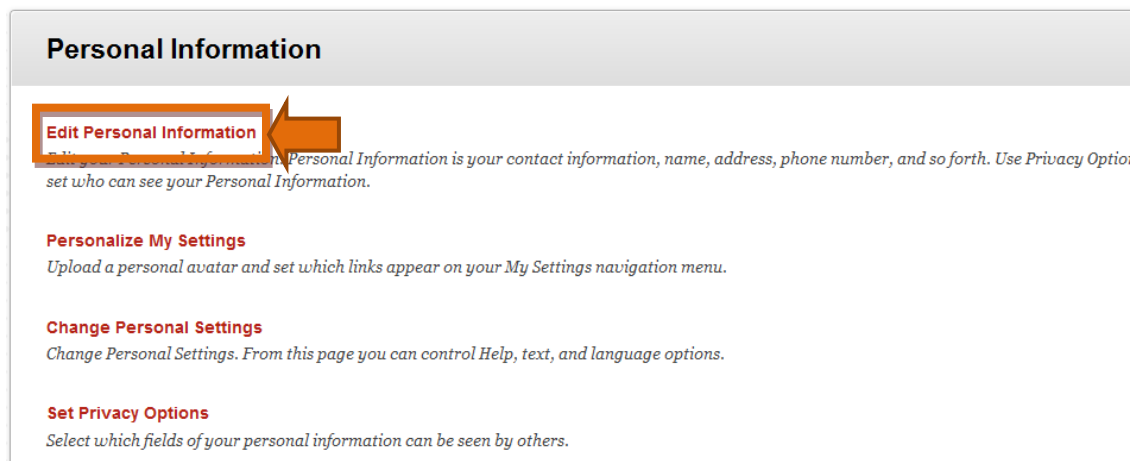 Personal Information
Edit Personal Information
Edit your Personal Information. Personal Information is your contact information, name, address, phone number, and so forth. Use Privacy
set who can see your Personal Information.
Personalize My Settings
Upload a personal avatar and set which links appear on your My Settings navigation menu.
Change Personal Settings
Change Personal Settings. From this page you can control Help, text, and language options.
Set Privacy Options
Select which fields of your personal information can be seen by others.